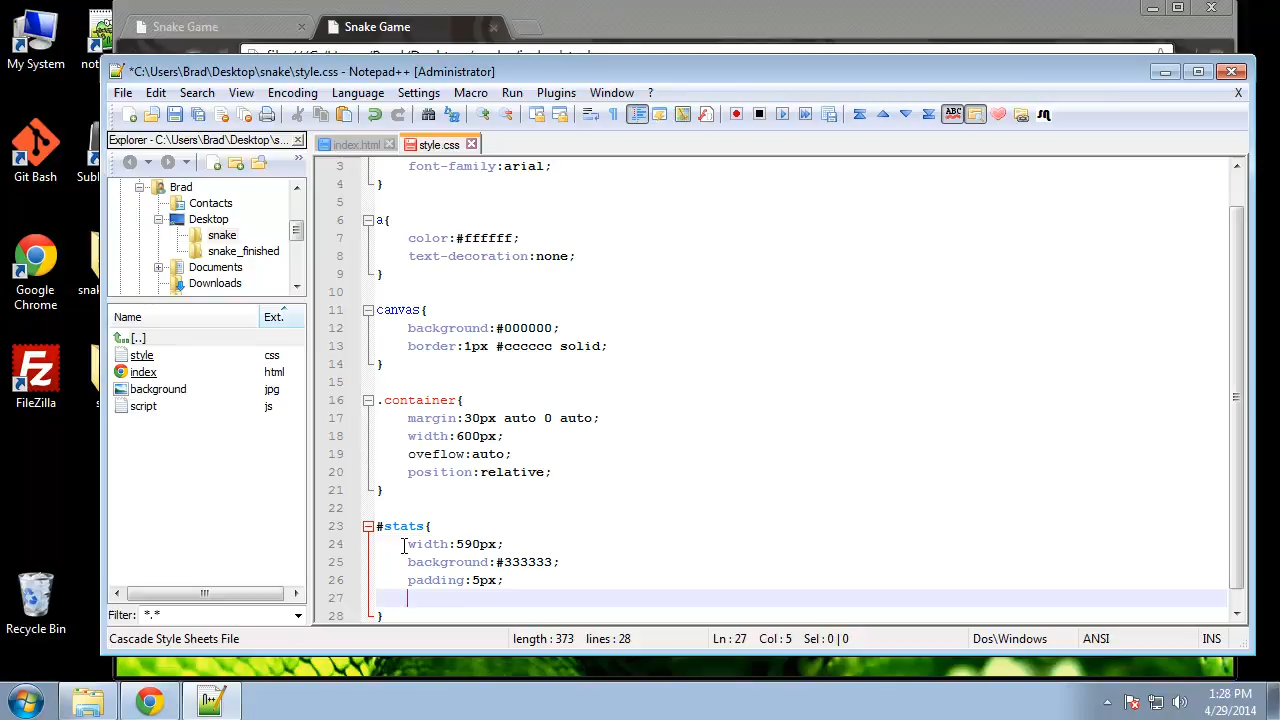 My System
Git Bash
Google Chrome
FileZilla
Recycle Bin
Snake Game
Snake Game
*C:\Users\Brad\Desktop\snake\style.css - Notepad++ [Administrator]
File Edit Search View Encoding Language Settings Macro Run Plugins Window ? X
Explorer - C:\Users\Brad\Desktop\s...
index.html style.css
Brad
Contacts
Desktop
snake
snake_finished
Documents
Downloads
Name Ext.
[..]
style css
index html
background jpg
script js
Filter: *.*
3 font-family:arial;
4 }
5
6 a{
7 color:#ffffff;
8 text-decoration:none;
9 }
10
11 canvas{
12 background:#000000;
13 border:1px #cccccc solid;
14 }
15
16 .container{
17 margin:30px auto 0 auto;
18 width:600px;
19 oveflow:auto;
20 position:relative;
21 }
22
23 #stats{
24 width:590px;
25 background:#333333;
26 padding:5px;
27
28 }
Cascade Style Sheets File length : 373 lines : 28 Ln : 27 Col : 5 Sel : 0 | 0 Dos\Windows ANSI INS
1:28 PM
4/29/2014